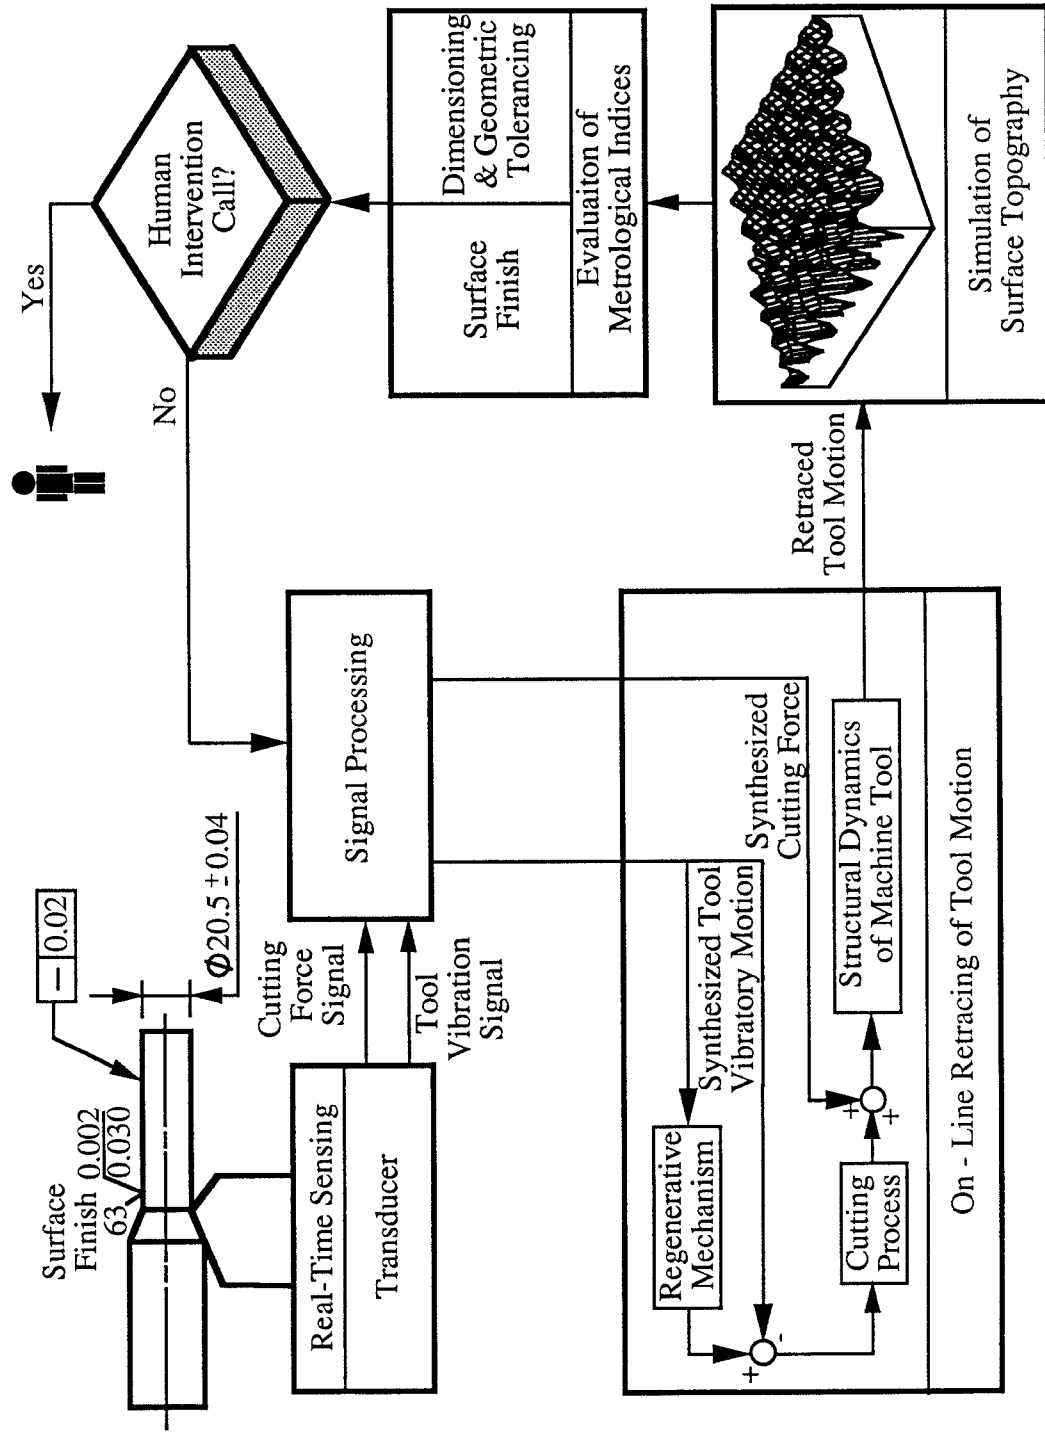 Surface
Finish
63
0.002
0.030
— 0.02
Φ20.5 ± 0.04
Real-Time Sensing
Transducer
Cutting
Force
Signal
Tool
Vibration
Signal
Signal Processing
No
Yes
Human
Intervention
Call?
Surface
Finish
Dimensioning
& Geometric
Tolerancing
Evaluaiton of
Metrological Indices
Simulation of
Surface Topography
Retraced
Tool Motion
Synthesized
Cutting Force
Synthesized Tool
Vibratory Motion
Regenerative
Mechanism
+
-
Cutting
Process
+
+
Structural Dynamics
of Machine Tool
On - Line Retracing of Tool Motion